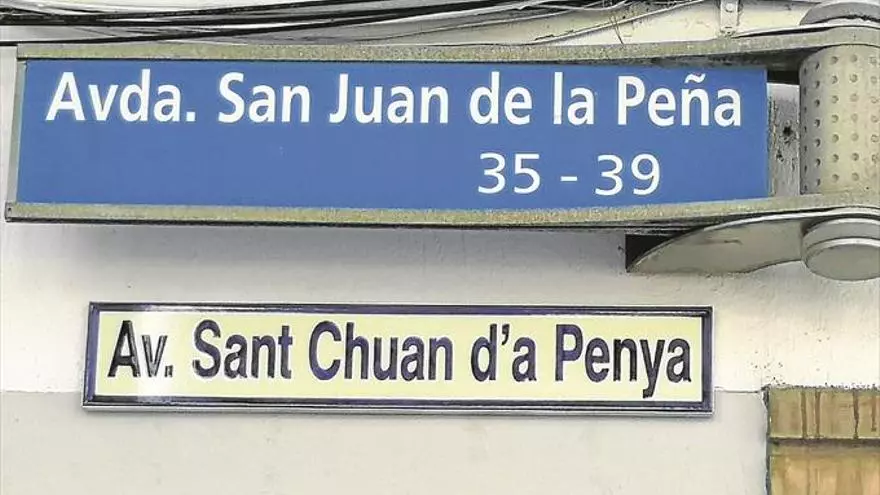 Avda. San Juan de la Peña
35 - 39
Av. Sant Chuan d'a Penya